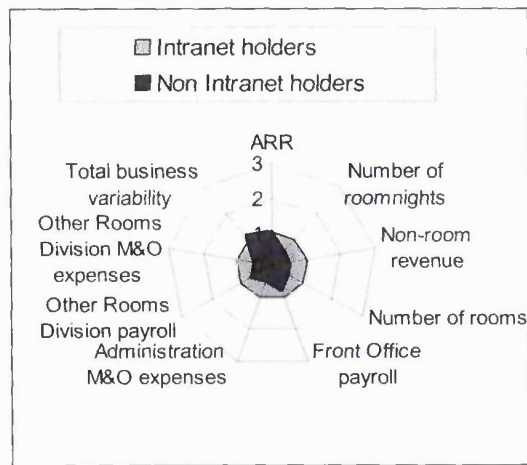 Intranet holders
Non Intranet holders
ARR
3
2
1
Number of
roomnights
Non-room
revenue
Number of rooms
Front Office
payroll
Administration
M&O expenses
Other Rooms
Division payroll
Other Rooms
Division M&O
expenses
Total business
variability